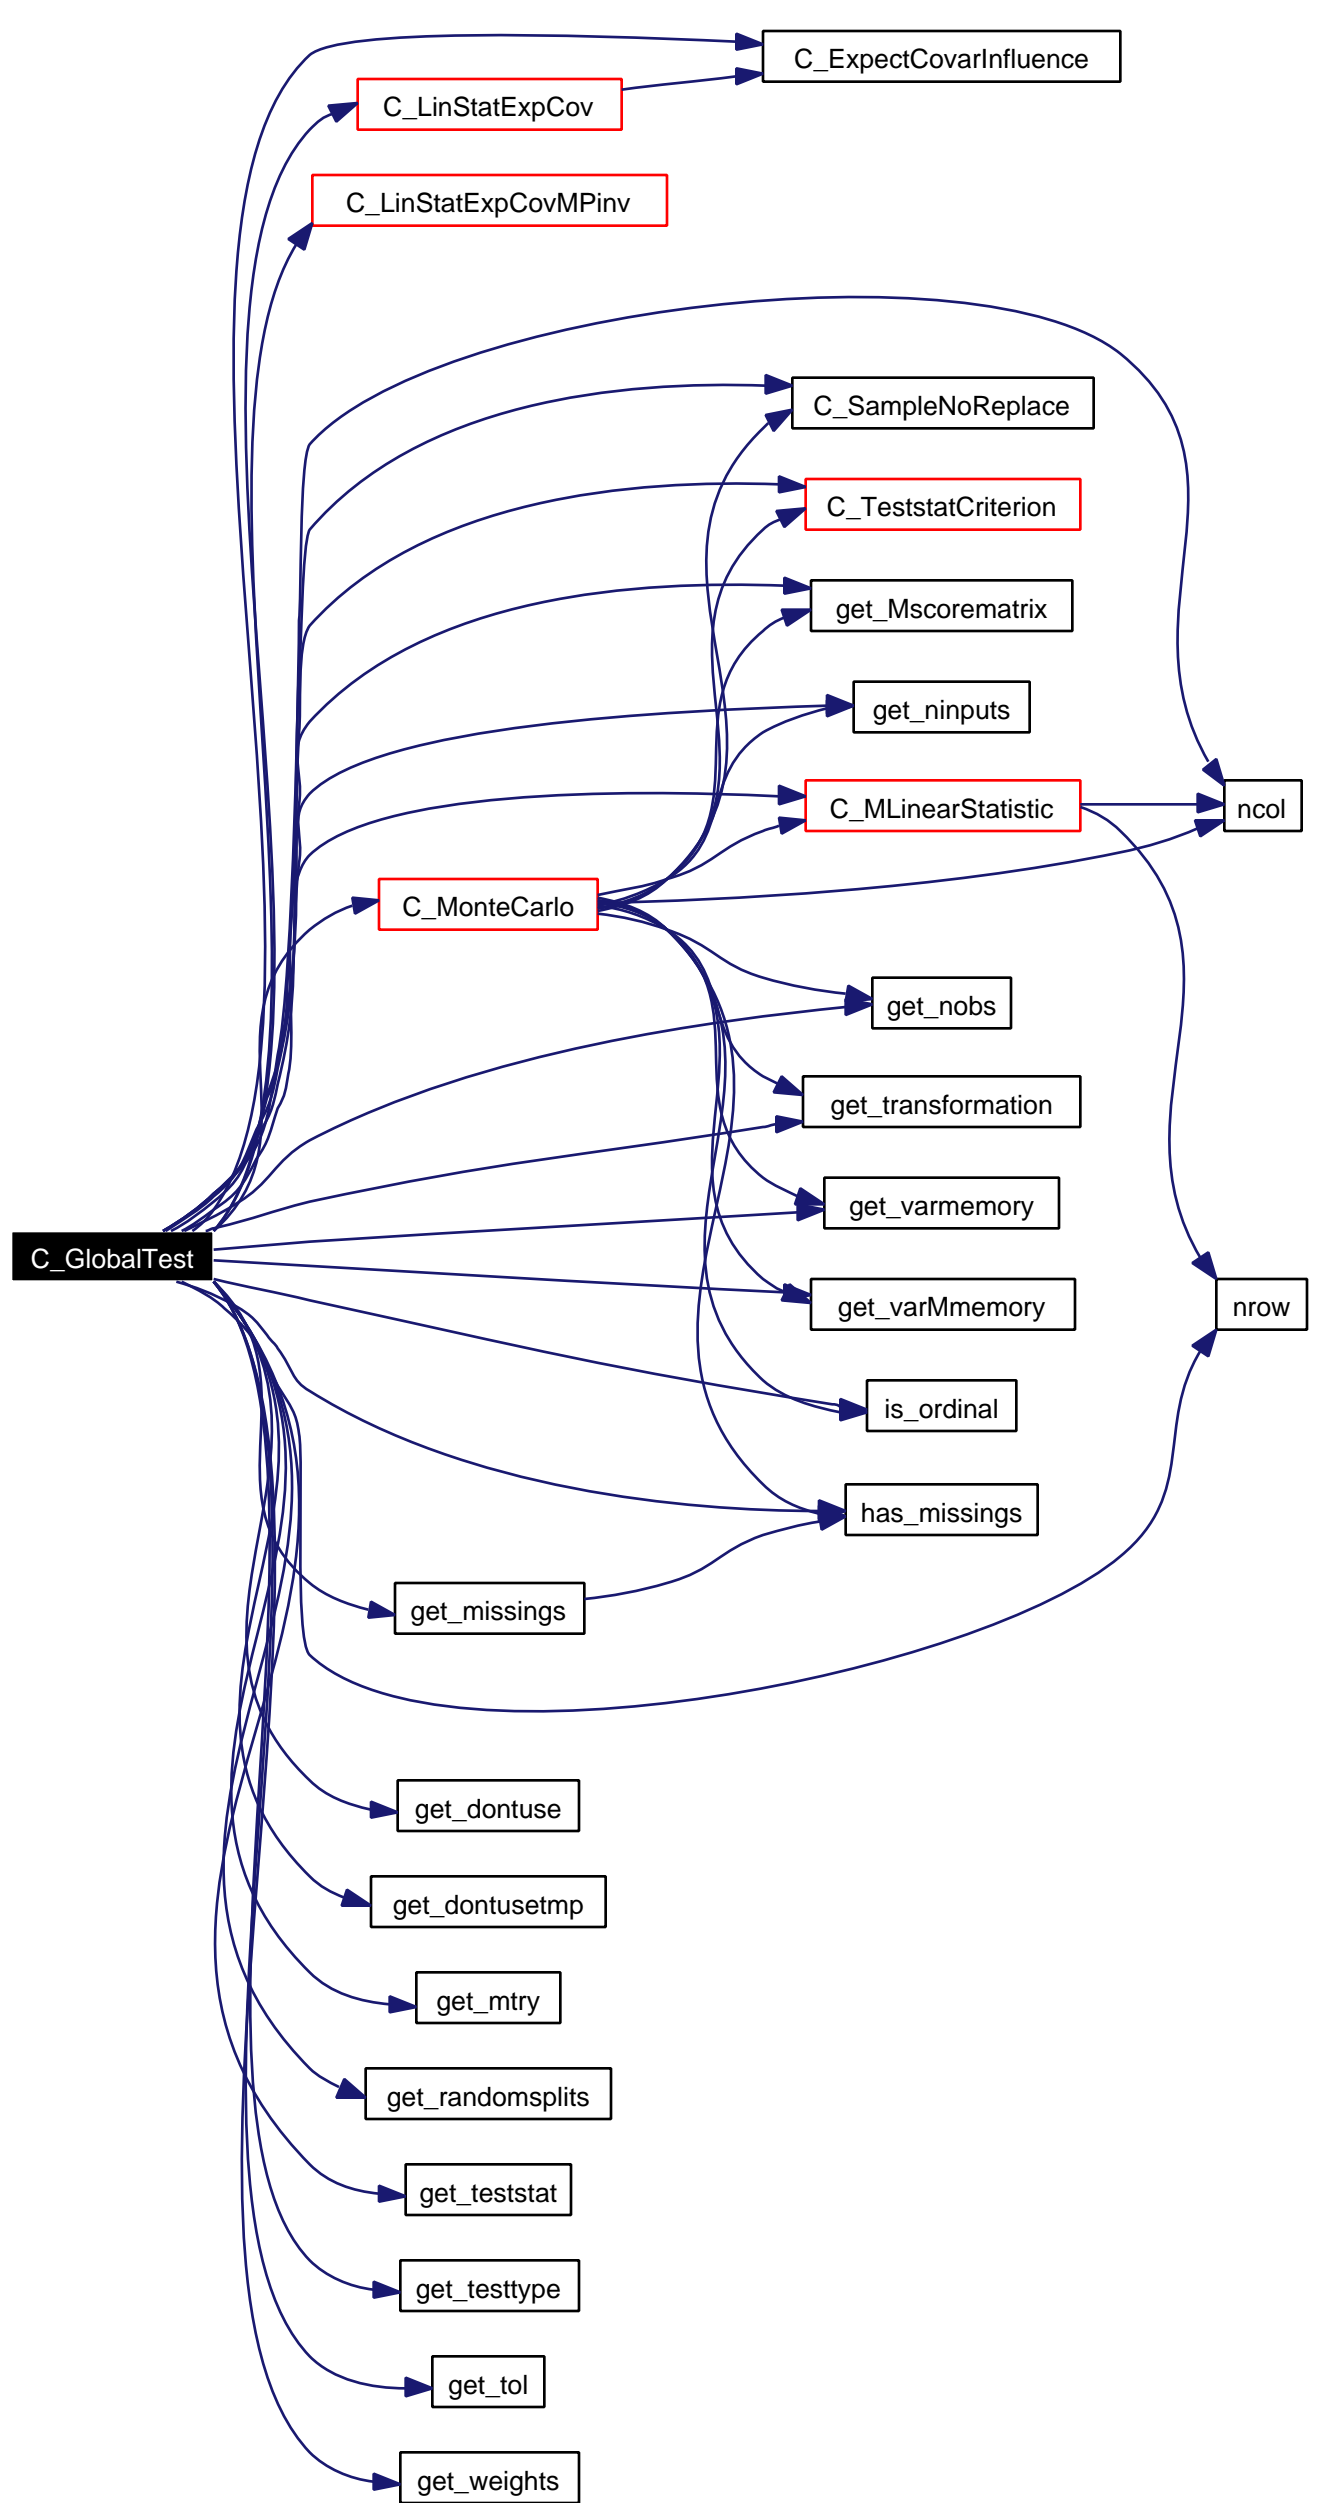 C_ExpectCovarInfluence
C_LinStatExpCov
C_LinStatExpCovMPinv
C_SampleNoReplace
C_TeststatCriterion
get_Mscorematrix
get_ninputs
C_MLinearStatistic
ncol
C_MonteCarlo
get_nobs
get_transformation
get_varmemory
C_GlobalTest
get_varMmemory
nrow
is_ordinal
has_missings
get_missings
get_dontuse
get_dontusetmp
get_mtry
get_randomsplits
get_teststat
get_testtype
get_tol
get_weights